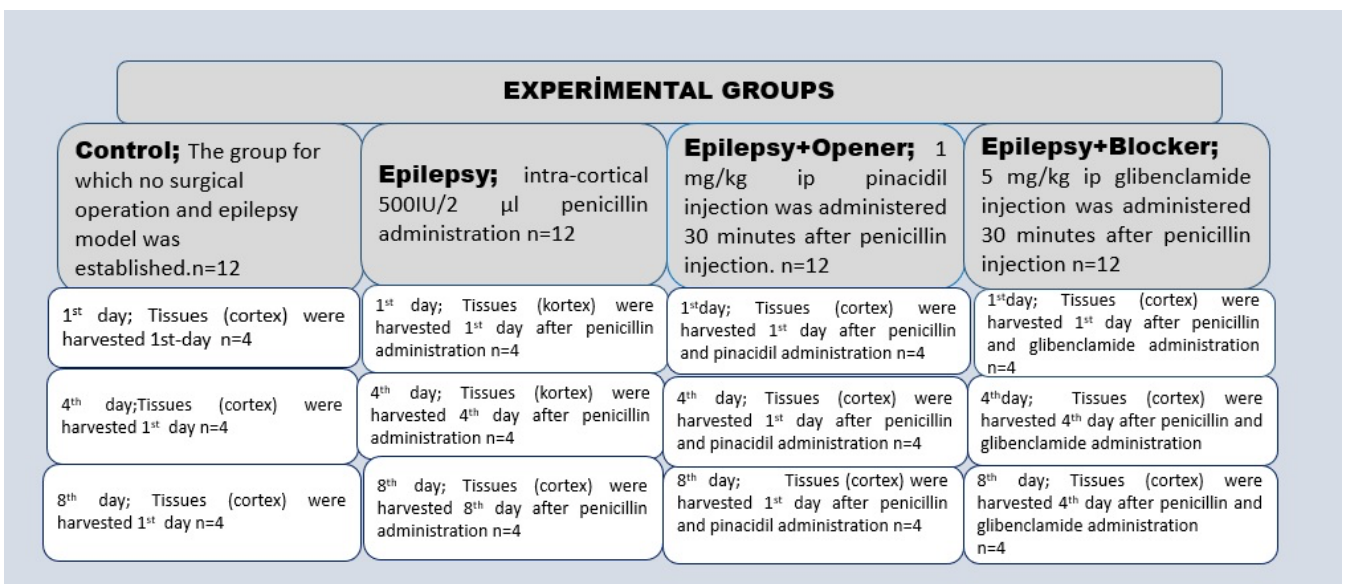 EXPERİMENTAL GROUPS
Control; The group for
which no surgical
operation and epilepsy
model was
established.n=12
Epilepsy; intra-cortical
500IU/2 µl penicillin
administration n=12
Epilepsy+Opener; 1
mg/kg ip pinacidil
injection was administered
30 minutes after penicillin
injection. n=12
Epilepsy+Blocker;
5 mg/kg ip glibenclamide
injection was administered
30 minutes after penicillin
injection n=12
1st day; Tissues (cortex) were
harvested 1st-day n=4
1st day; Tissues (kortex) were
harvested 1st day after penicillin
administration n=4
1stday; Tissues (cortex) were
harvested 1st day after penicillin
and pinacidil administration n=4
1stday; Tissues (cortex) were
harvested 1st day after penicillin
and glibenclamide administration
n=4
4th day;Tissues (cortex) were
harvested 1st day n=4
4th day; Tissues (kortex) were
harvested 4th day after penicillin
administration n=4
4th day; Tissues (cortex) were
harvested 1st day after penicillin
and pinacidil administration n=4
4thday; Tissues (cortex) were
harvested 4th day after penicillin and
glibenclamide administration
8th day; Tissues (cortex) were
harvested 1st day n=4
8th day; Tissues (cortex) were
harvested 8th day after penicillin
administration n=4
8th day; Tissues (cortex) were
harvested 1st day after penicillin
and pinacidil administration n=4
8th day; Tissues (cortex) were
harvested 4th day after penicillin and
glibenclamide administration
n=4